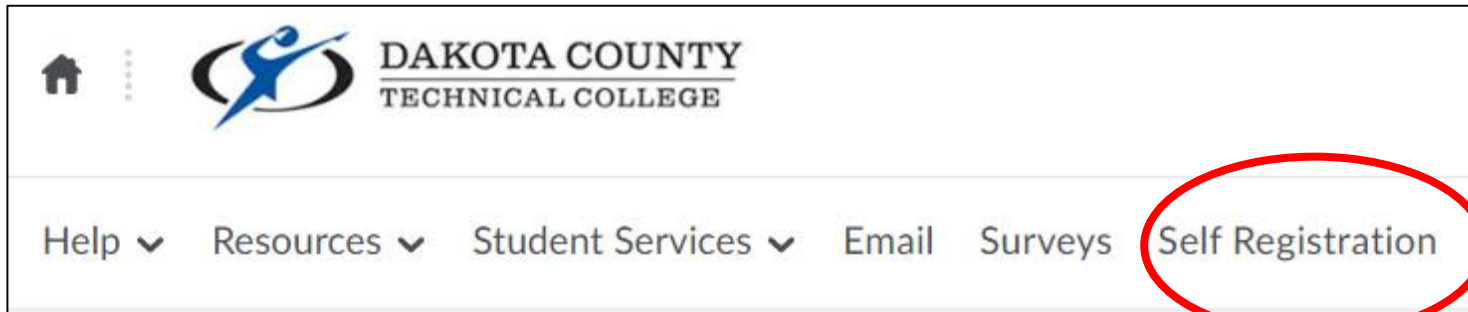 DAKOTA COUNTY
TECHNICAL COLLEGE
Help Resources Student Services Email Surveys Self Registration